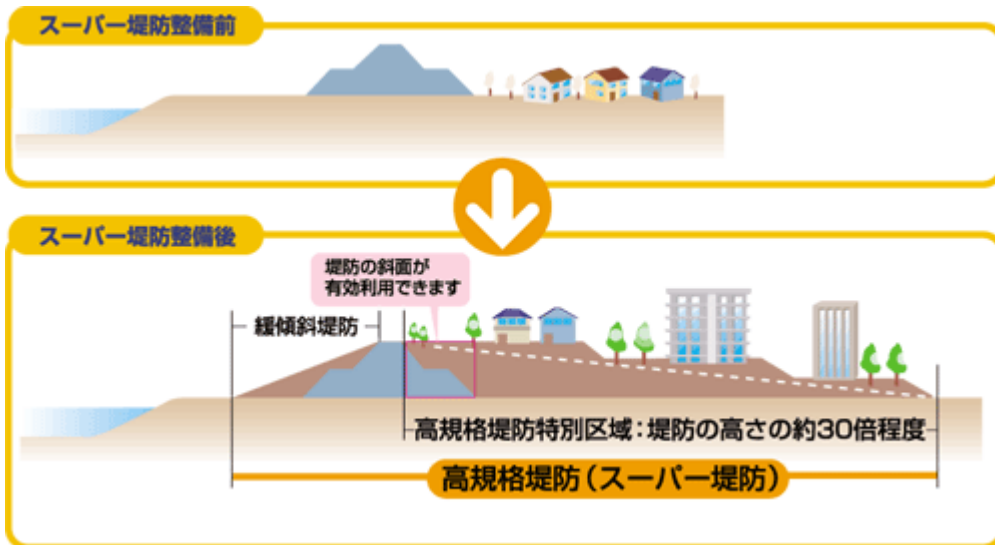 スーパー堤防整備前
スーパー堤防整備後
堤防の斜面が
有効利用できます
緩傾斜堤防
高規格堤防特別区域：堤防の高さの約30倍程度
高規格堤防（スーパー堤防）